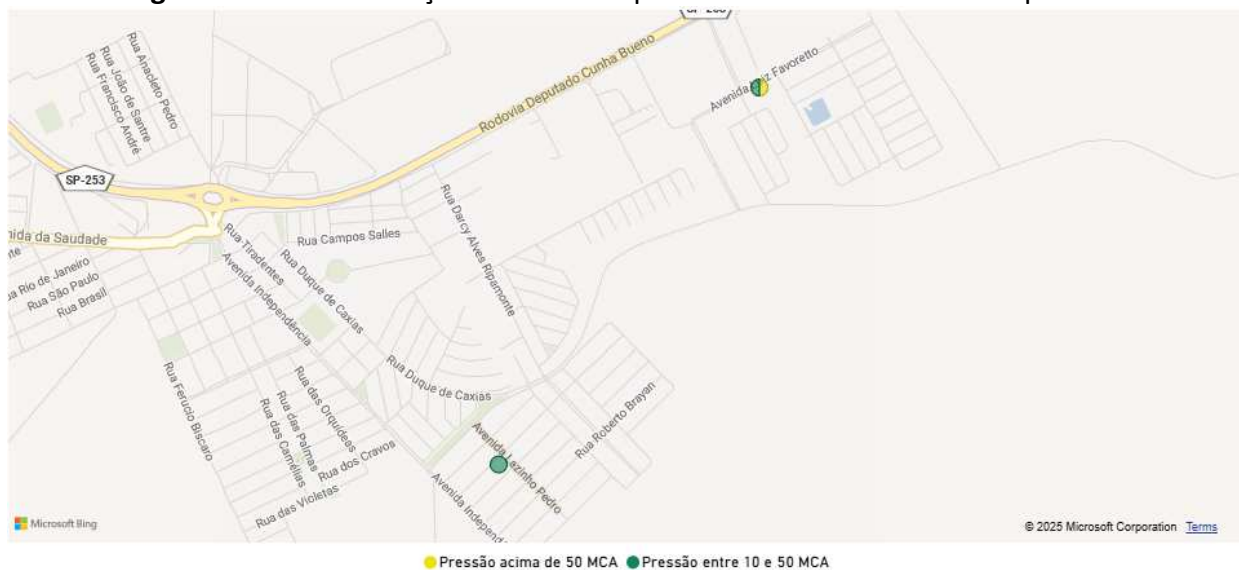 Rodovia Deputado Cunha Bueno
Avenida Luiz Favoretto
Rua Anacleto Pedro
Rua João de Santre
Rua Francisco André
SP-253
nida da Saudade
Rua Tiradentes
Rua Campos Salles
Rua Duque de Caxias
Avenida Independência
Rua Darcy Alves Ripamonte
Rio de Janeiro
Rua São Paulo
Rua Brasil
Rua Duque de Caxias
Rua Ferucio Biscaro
Rua das Orquídeas
Rua das Palmas
Rua das Camélias
Rua dos Cravos
Rua das Violetas
Avenida Lazinho Pedro
Rua Roberto Brayan
Avenida Independ
Microsoft Bing
© 2025 Microsoft Corporation Terms
Pressão acima de 50 MCA Pressão entre 10 e 50 MCA